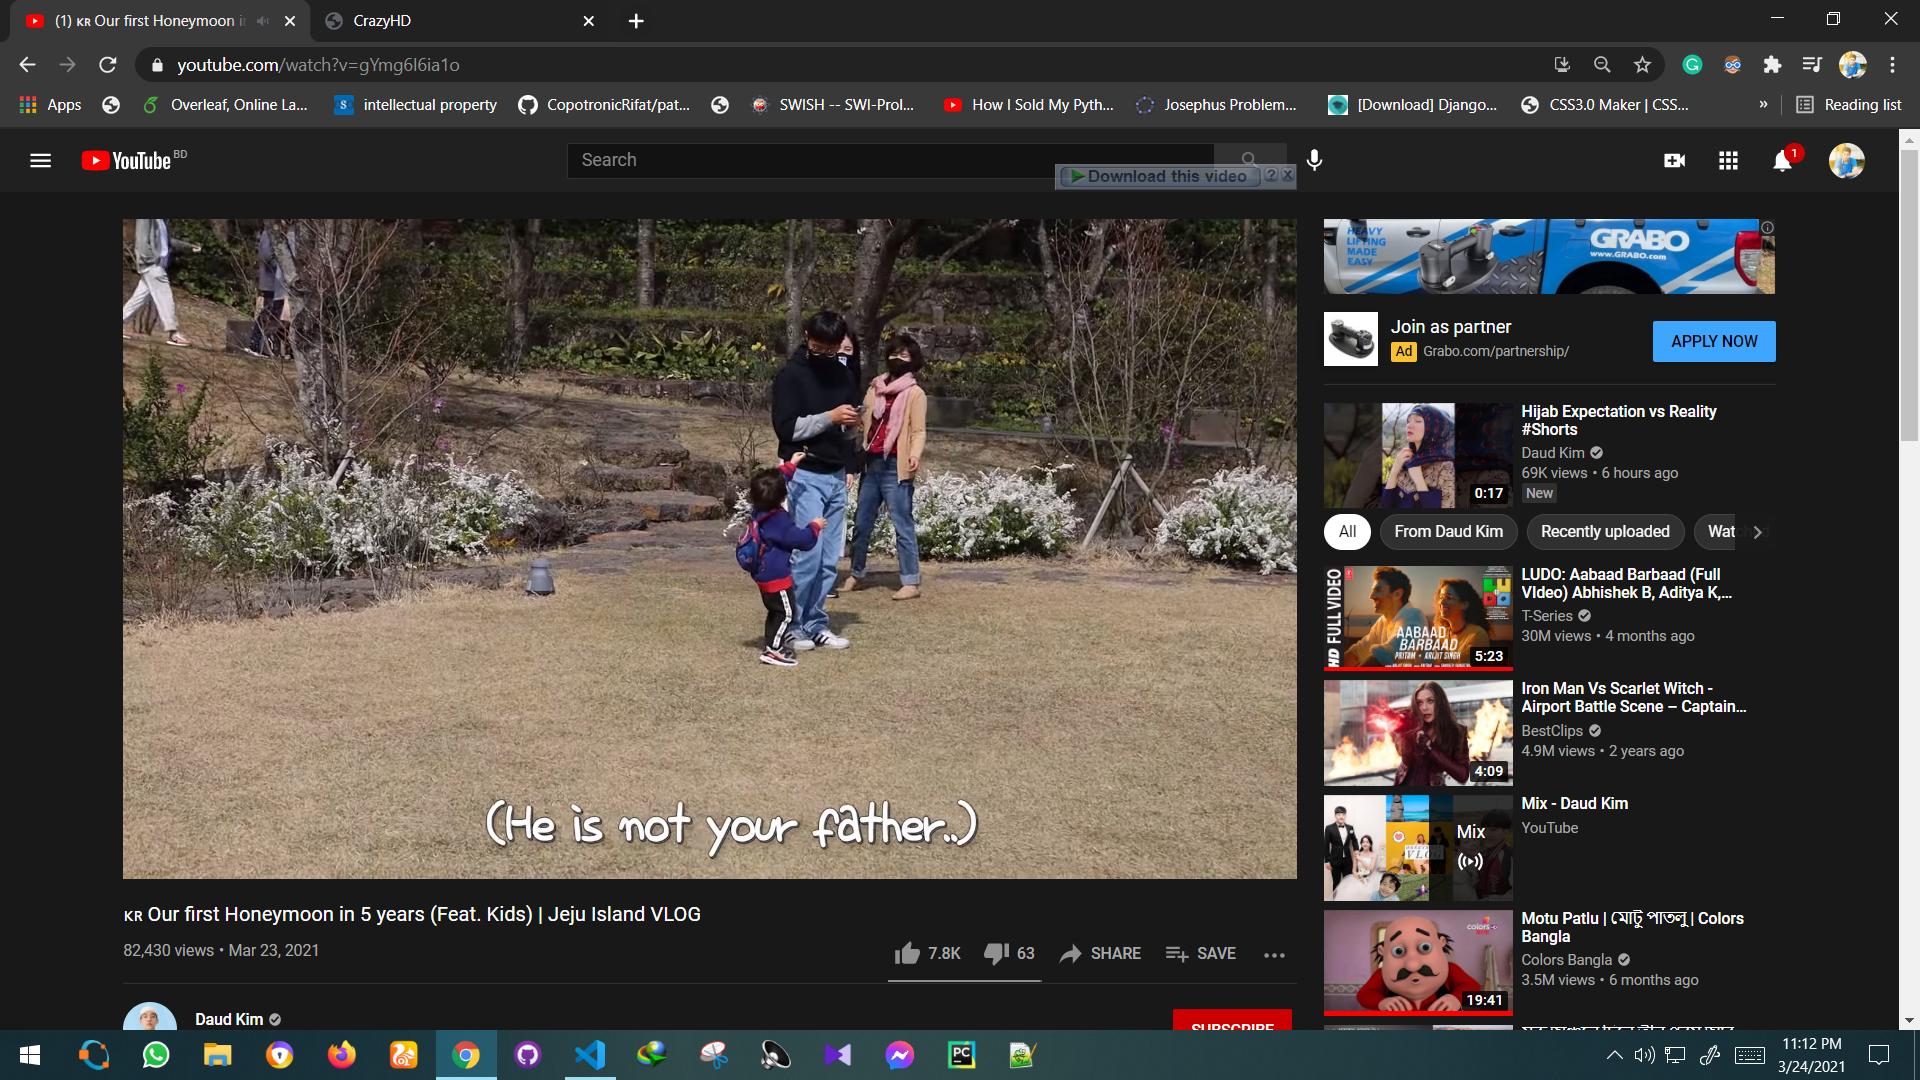 (1) KR Our first Honeymoon i
CrazyHD
youtube.com/watch?v=gYmg6I6ia1o
Apps
Overleaf, Online La...
intellectual property
CopotronicRifat/pat...
SWISH -- SWI-Prol...
How I Sold My Pyth...
Josephus Problem...
[Download] Django...
CSS3.0 Maker | CSS...
»
Reading list
YouTube BD
Search
Download this video ? X
1
HEAVY
LIFTING
MADE
EASY
GRABO
www.GRABO.com
Join as partner
Ad Grabo.com/partnership/
APPLY NOW
Hijab Expectation vs Reality
#Shorts
Daud Kim
69K views • 6 hours ago
New
0:17
All
From Daud Kim
Recently uploaded
Watched
HD FULL VIDEO
LUDO
AABAAD
BARBAAD
PRITAM • ARIJIT SINGH
5:23
LUDO: Aabaad Barbaad (Full
VIdeo) Abhishek B, Aditya K,...
T-Series
30M views • 4 months ago
4:09
Iron Man Vs Scarlet Witch -
Airport Battle Scene – Captain...
BestClips
4.9M views • 2 years ago
VLOG
Mix
Mix - Daud Kim
YouTube
colors
19:41
Motu Patlu | মোটু পাতলু | Colors
Bangla
Colors Bangla
3.5M views • 6 months ago
(He is not your father..)
KR Our first Honeymoon in 5 years (Feat. Kids) | Jeju Island VLOG
82,430 views • Mar 23, 2021
7.8K
63
SHARE
SAVE
Daud Kim
SUBSCRIBE
PC
11:12 PM
3/24/2021